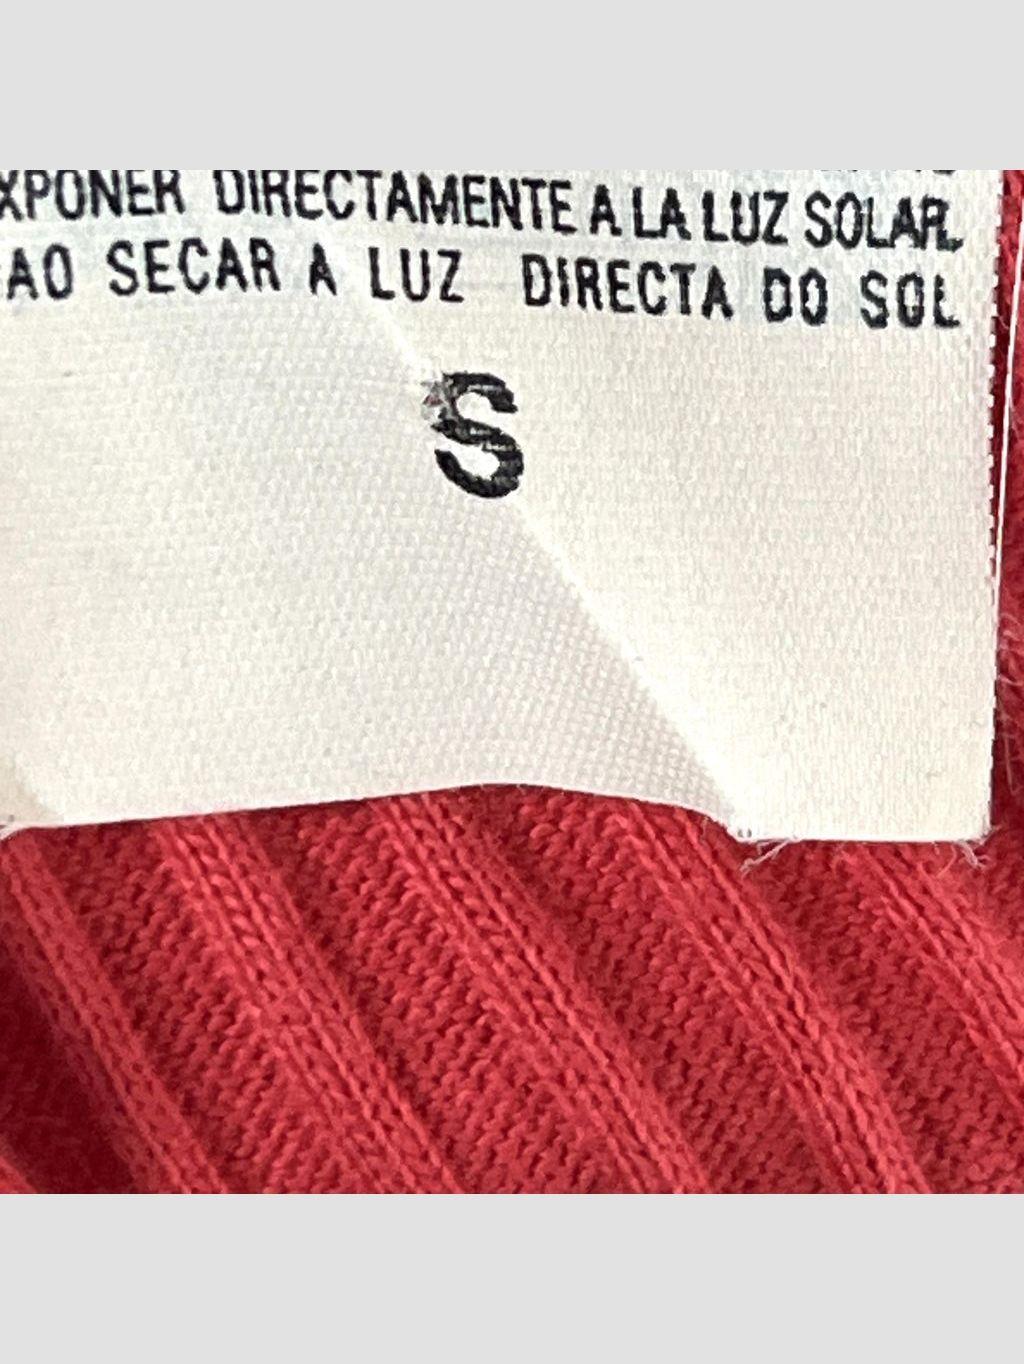 XPONER DIRECTAMENTE A LA LUZ SOLAR.
AO SECAR A LUZ DIRECTA DO SOL
S